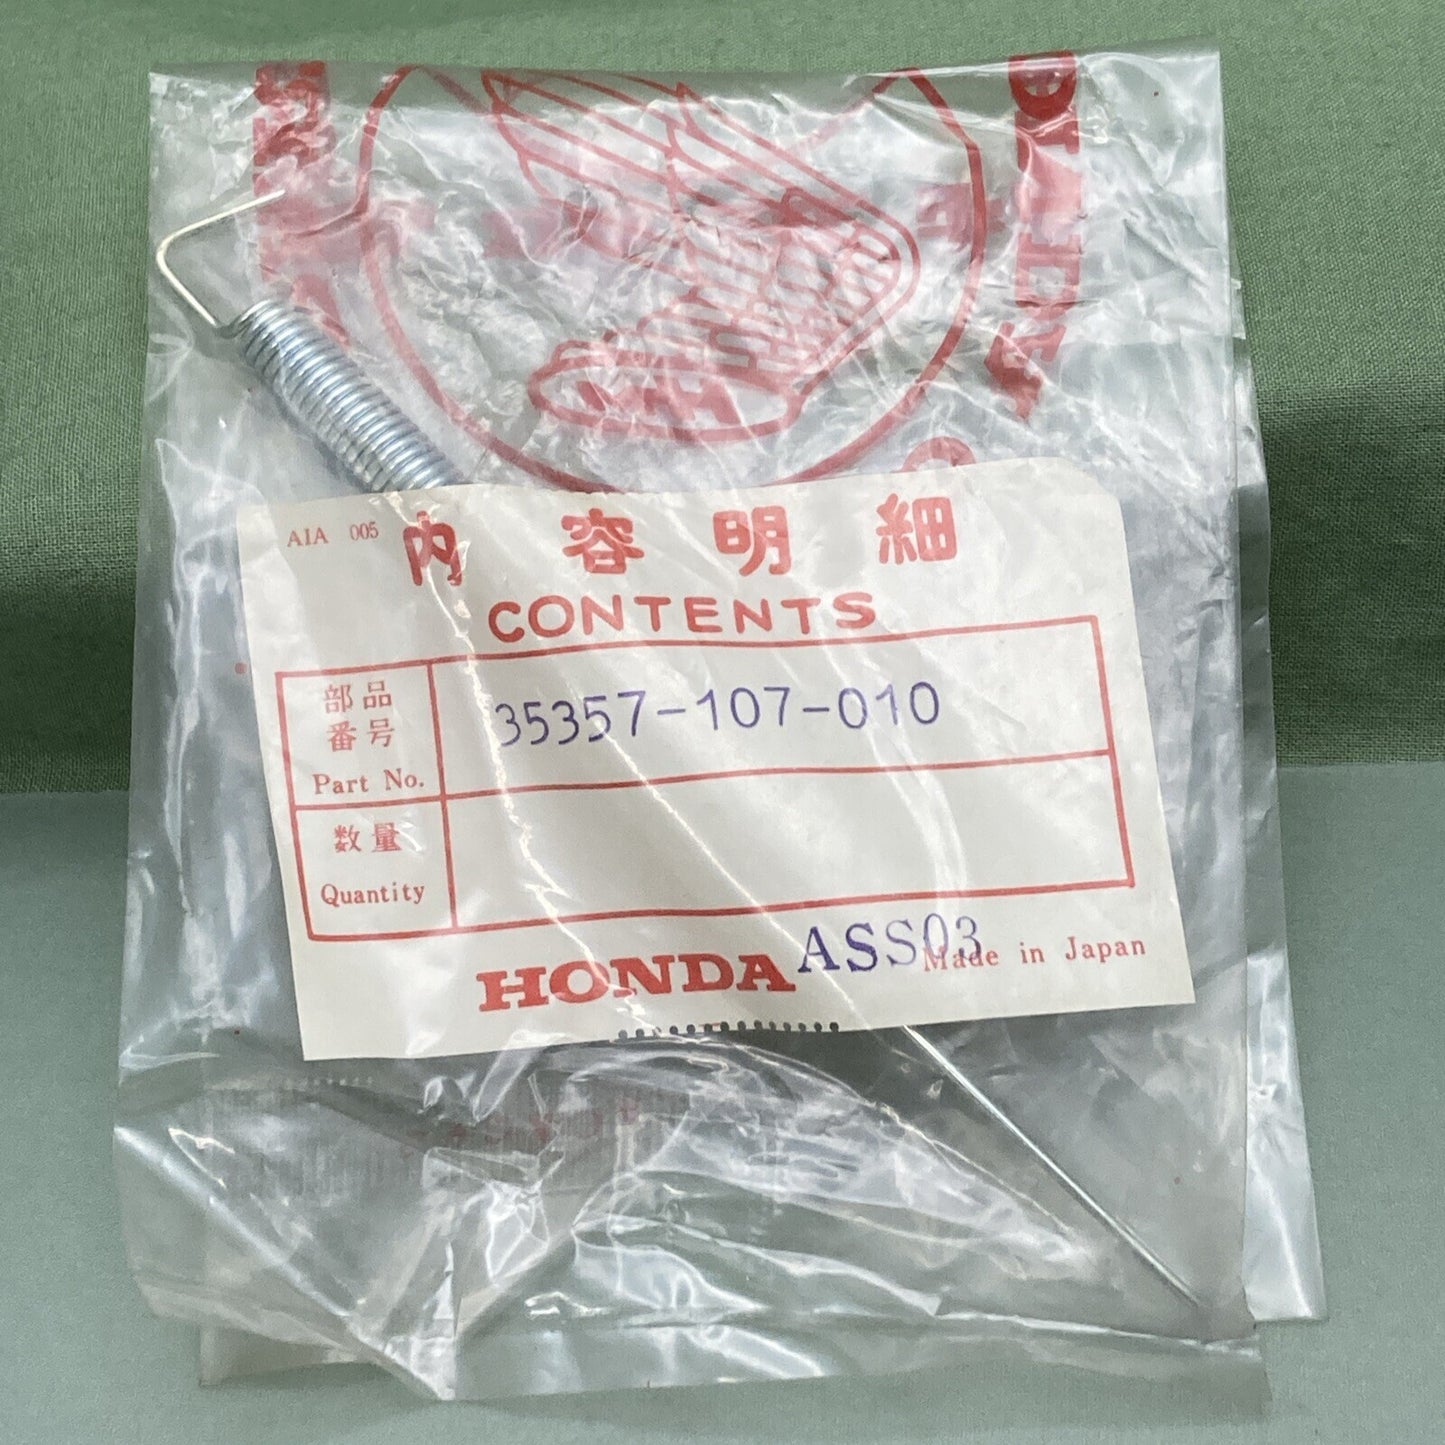 AIA 005
内容明細
CONTENTS
部品
番号
Part No.
35357-107-010
数量
Quantity
HONDA
ASS03
Made in Japan